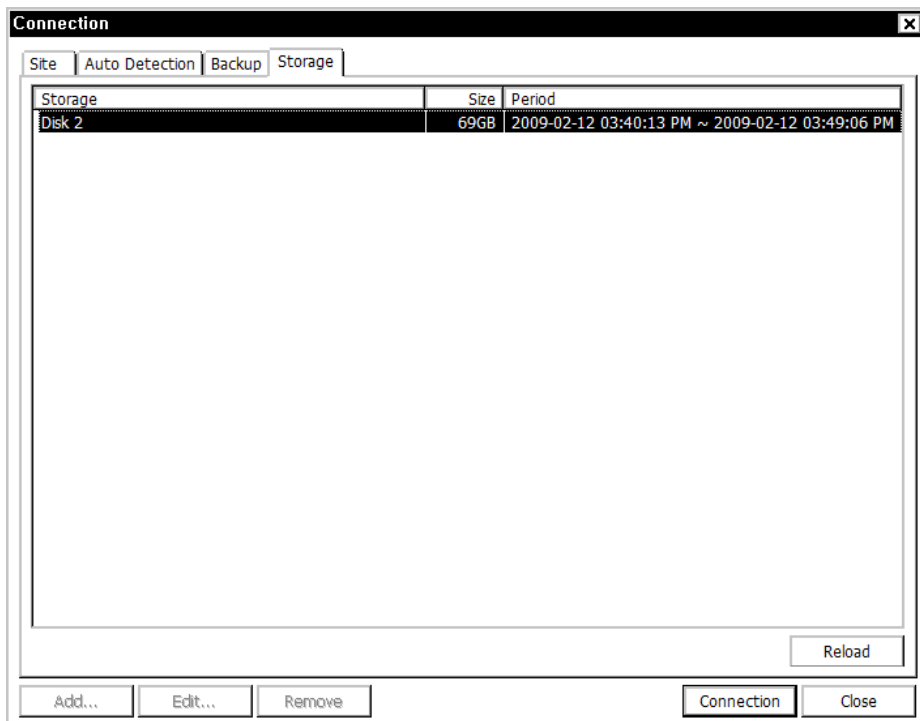 Connection
Site Auto Detection Backup Storage
Storage Size Period
Disk 2 69GB 2009-02-12 03:40:13 PM ~ 2009-02-12 03:49:06 PM
Reload
Add... Edit... Remove Connection Close